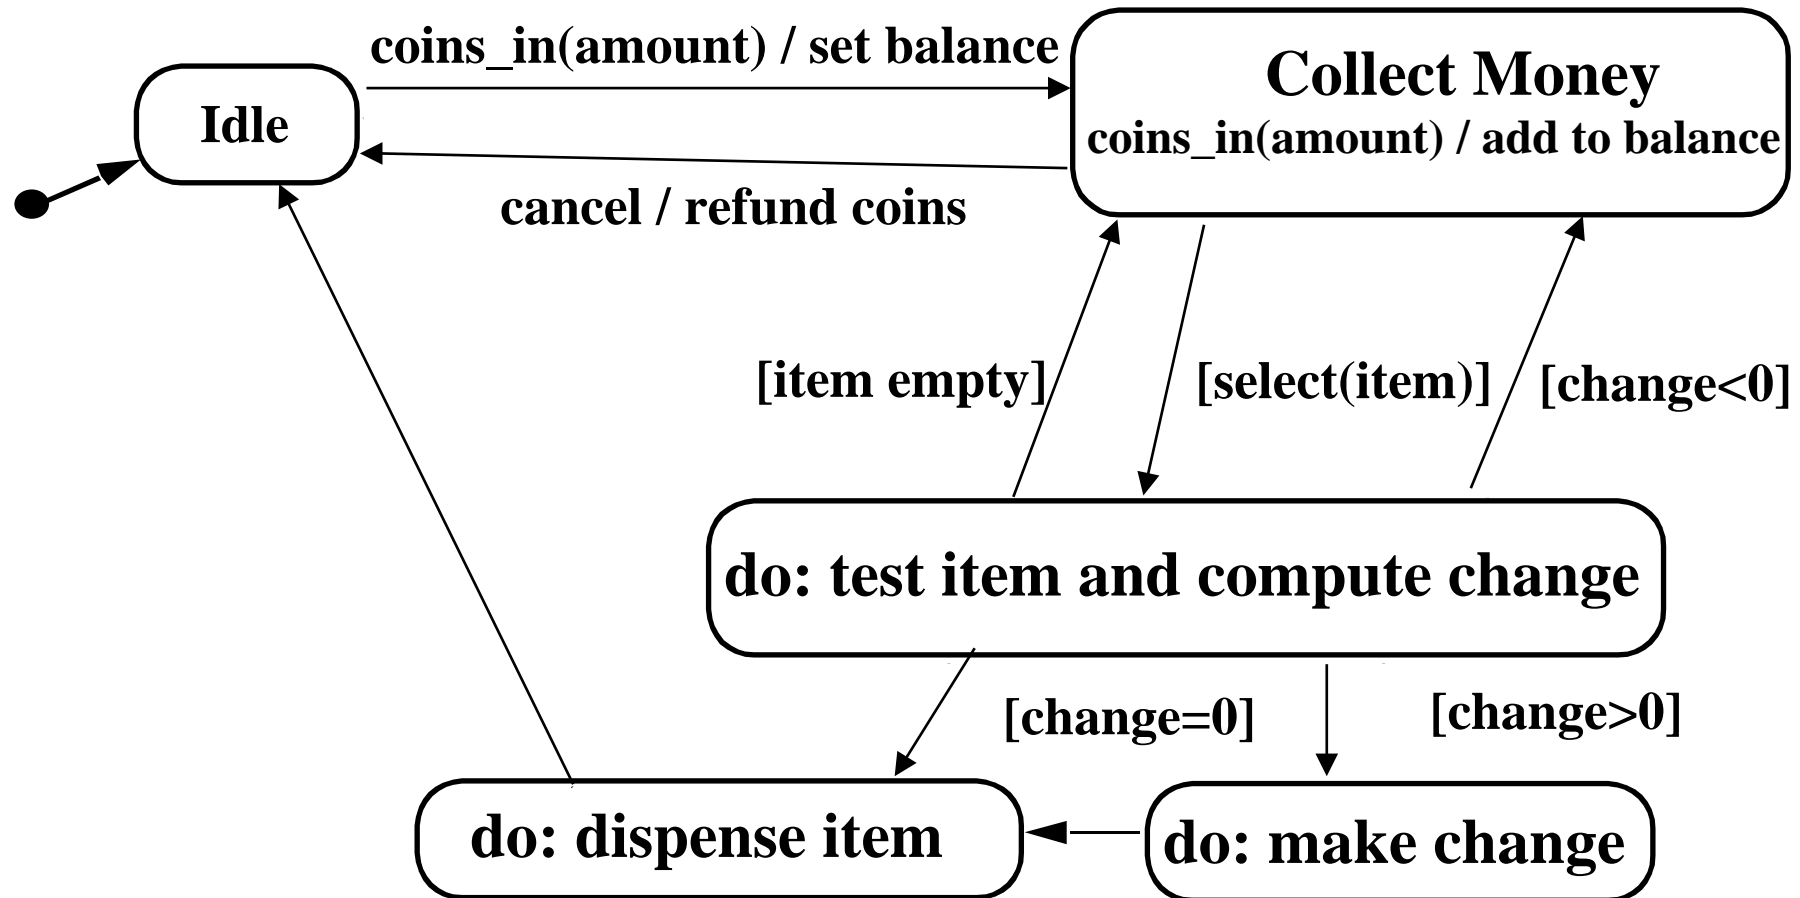 coins_in(amount) / set balance
Collect Money
Idle
coins_in(amount) / add to balance
cancel / refund coins
[item empty]
[select(item)]
[change<0]
do: test item and compute change
[change=0]
[change>0]
do: dispense item
do: make change